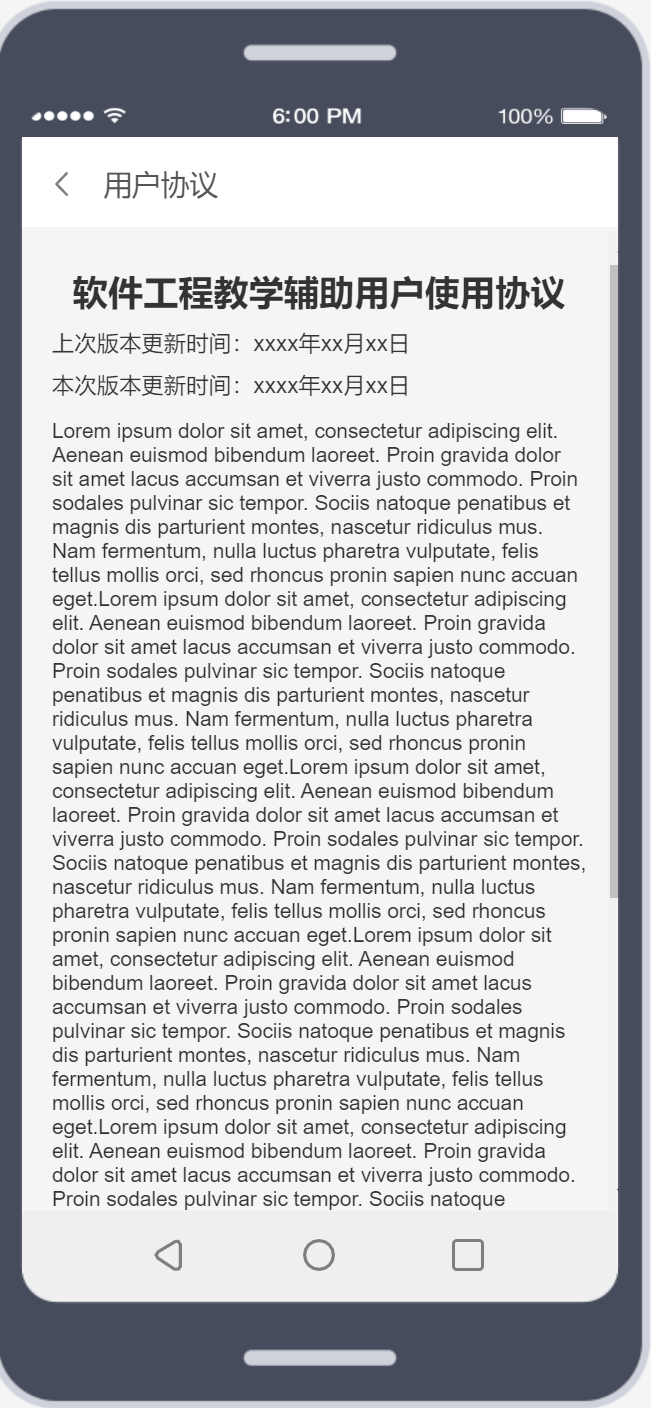 6:00 PM
100%
用户协议
软件工程教学辅助用户使用协议
上次版本更新时间：xxxx年xx月xx日
本次版本更新时间：xxxx年xx月xx日
Lorem ipsum dolor sit amet, consectetur adipiscing elit.
Aenean euismod bibendum laoreet. Proin gravida dolor
sit amet lacus accumsan et viverra justo commodo. Proin
sodales pulvinar sic tempor. Sociis natoque penatibus et
magnis dis parturient montes, nascetur ridiculus mus.
Nam fermentum, nulla luctus pharetra vulputate, felis
tellus mollis orci, sed rhoncus pronin sapien nunc accuan
eget.Lorem ipsum dolor sit amet, consectetur adipiscing
elit. Aenean euismod bibendum laoreet. Proin gravida
dolor sit amet lacus accumsan et viverra justo commodo.
Proin sodales pulvinar sic tempor. Sociis natoque
penatibus et magnis dis parturient montes, nascetur
ridiculus mus. Nam fermentum, nulla luctus pharetra
vulputate, felis tellus mollis orci, sed rhoncus pronin
sapien nunc accuan eget.Lorem ipsum dolor sit amet,
consectetur adipiscing elit. Aenean euismod bibendum
laoreet. Proin gravida dolor sit amet lacus accumsan et
viverra justo commodo. Proin sodales pulvinar sic tempor.
Sociis natoque penatibus et magnis dis parturient montes,
nascetur ridiculus mus. Nam fermentum, nulla luctus
pharetra vulputate, felis tellus mollis orci, sed rhoncus
pronin sapien nunc accuan eget.Lorem ipsum dolor sit
amet, consectetur adipiscing elit. Aenean euismod
bibendum laoreet. Proin gravida dolor sit amet lacus
accumsan et viverra justo commodo. Proin sodales
pulvinar sic tempor. Sociis natoque penatibus et magnis
dis parturient montes, nascetur ridiculus mus. Nam
fermentum, nulla luctus pharetra vulputate, felis tellus
mollis orci, sed rhoncus pronin sapien nunc accuan
eget.Lorem ipsum dolor sit amet, consectetur adipiscing
elit. Aenean euismod bibendum laoreet. Proin gravida
dolor sit amet lacus accumsan et viverra justo commodo.
Proin sodales pulvinar sic tempor. Sociis natoque